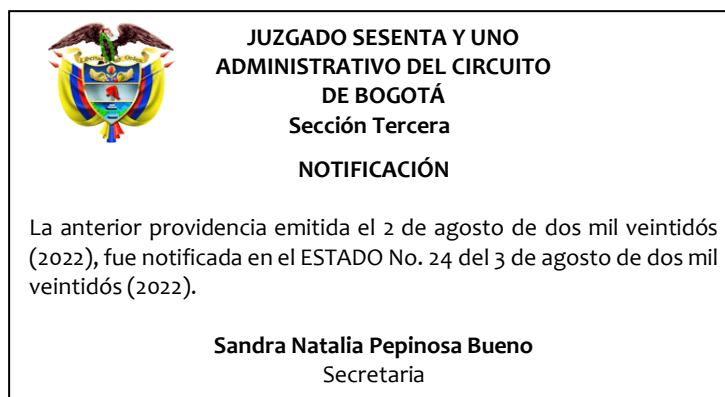 JUZGADO SESENTA Y UNO
ADMINISTRATIVO DEL CIRCUITO
DE BOGOTÁ
Sección Tercera
NOTIFICACIÓN
La anterior providencia emitida el 2 de agosto de dos mil veintidós
(2022), fue notificada en el ESTADO No. 24 del 3 de agosto de dos mil
veintidós (2022).
Sandra Natalia Pepinosa Bueno
Secretaria